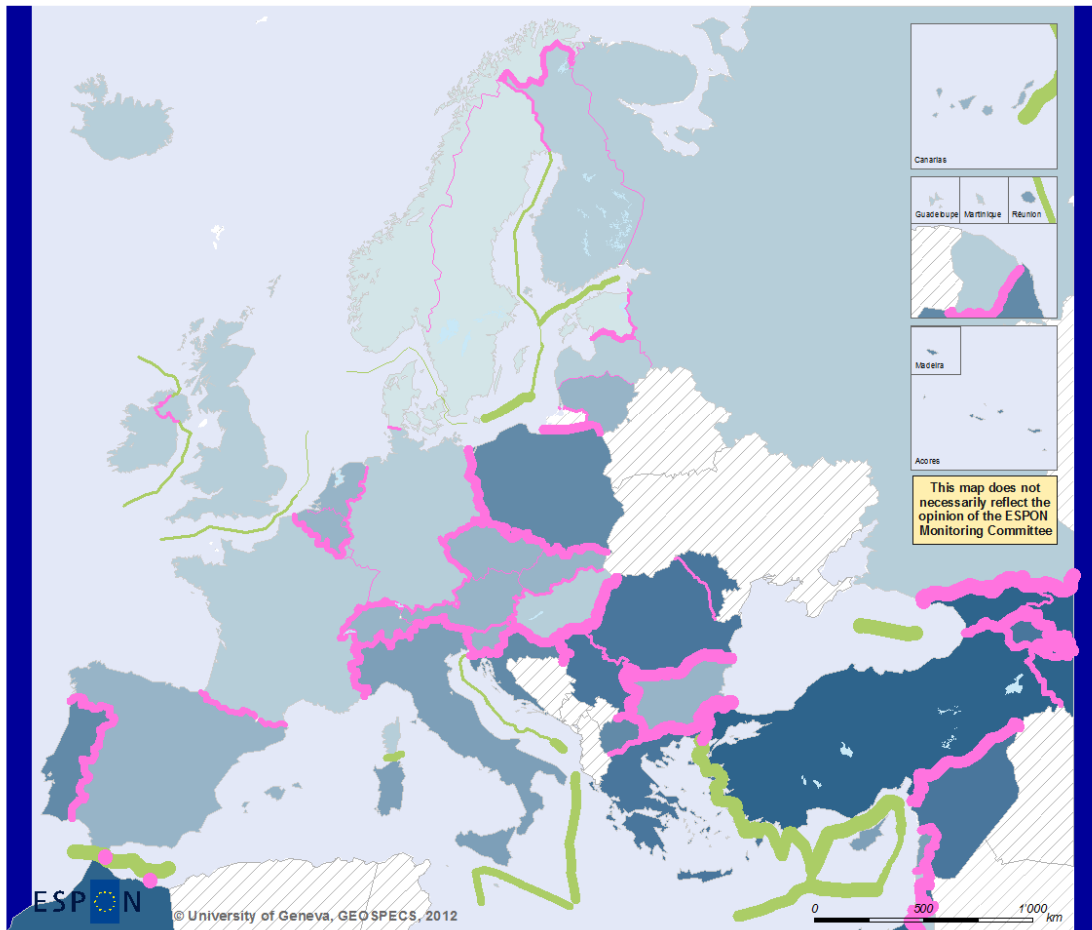 Canarias
Guadeloupe Martinique Réunion
Madeira
Acores
This map does not
necessarily reflect the
opinion of the ESPON
Monitoring Committee
ESPON
© University of Geneva, GEOSPECS, 2012
0 500 1'000
km